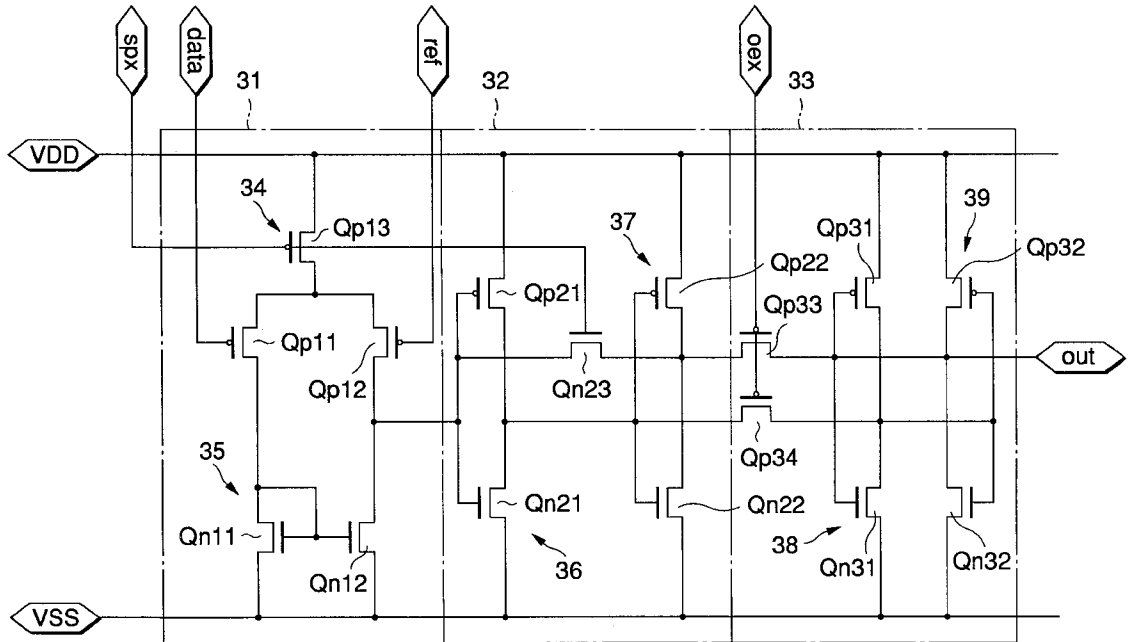 spx
data
ref
oex
31
32
33
VDD
34
Qp13
37
Qp31
39
Qp32
Qp21
Qp22
Qp33
Qp11
Qp12
Qn23
out
Qp34
35
Qn11
Qn12
Qn21
36
Qn22
38
Qn31
Qn32
VSS